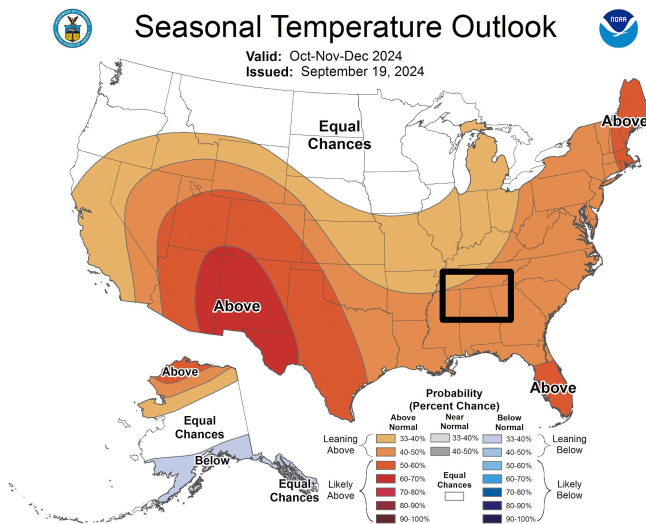 Seasonal Temperature Outlook
NOAA
Valid: Oct-Nov-Dec 2024
Issued: September 19, 2024
Equal
Chances
Above
Above
Above
Above
Equal
Chances
Below
Equal
Chances
Probability
(Percent Chance)
Above
Normal
Near
Normal
Below
Normal
Leaning
Above
33-40%
40-50%
33-40%
40-50%
33-40%
40-50%
Leaning
Below
Likely
Above
50-60%
60-70%
70-80%
80-90%
90-100%
Equal
Chances
50-60%
60-70%
70-80%
80-90%
90-100%
Likely
Below